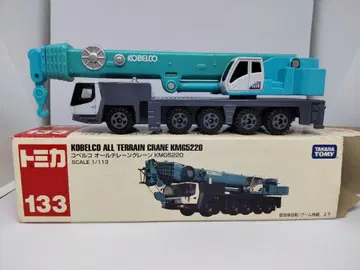 KOBELCO
トミカ
133
KOBELCO ALL TERRAIN CRANE KMG5220
コベルコ オールテレーンクレーン KMG5220
SCALE 1/113
TAKARA TOMY